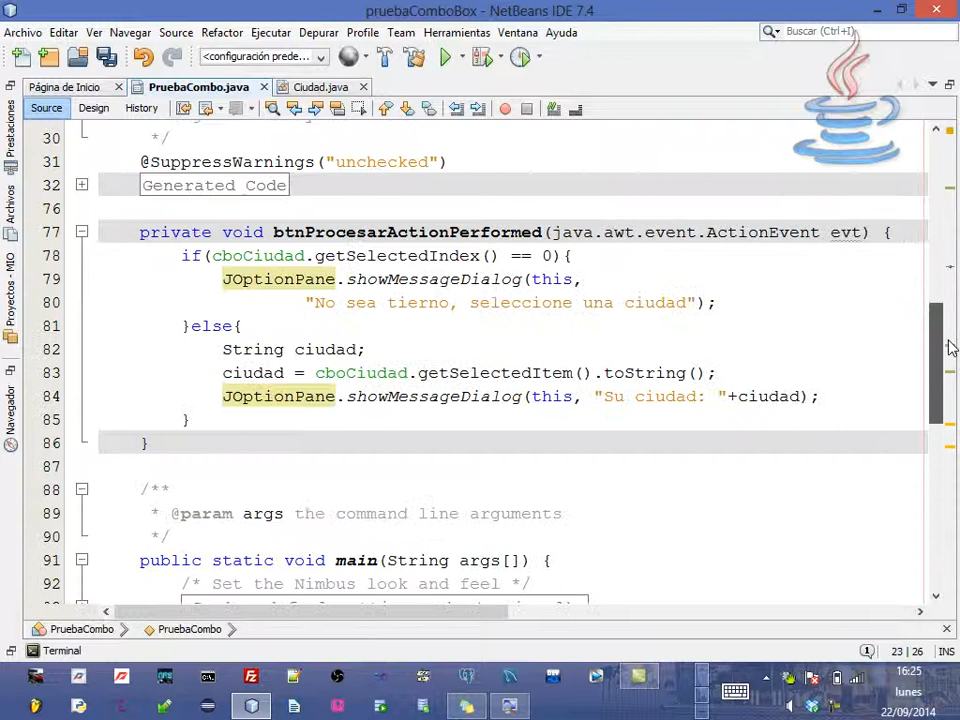 pruebaComboBox - NetBeans IDE 7.4
Archivo Editar Ver Navegar Source Refactor Ejecutar Depurar Profile Team Herramientas Ventana Ayuda
Buscar (Ctrl+I)
<configuración pre...>
Página de Inicio PruebaCombo.java Ciudad.java
Source Design History
Prestaciones
Archivos
Proyectos - MIO
Navegador
30 */
31 @SuppressWarnings("unchecked")
32 Generated Code
76
77 private void btnProcesarActionPerformed(java.awt.event.ActionEvent evt) {
78 if(cboCiudad.getSelectedIndex() == 0){
79 JOptionPane.showMessageDialog(this,
80 "No sea tierno, seleccione una ciudad");
81 }else{
82 String ciudad;
83 ciudad = cboCiudad.getSelectedItem().toString();
84 JOptionPane.showMessageDialog(this, "Su ciudad: "+ciudad);
85 }
86 }
87
88 /**
89 * @param args the command line arguments
90 */
91 public static void main(String args[]) {
92 /* Set the Nimbus look and feel */
PruebaCombo PruebaCombo
Terminal 23 | 26 INS
16:25
lunes
22/09/2014